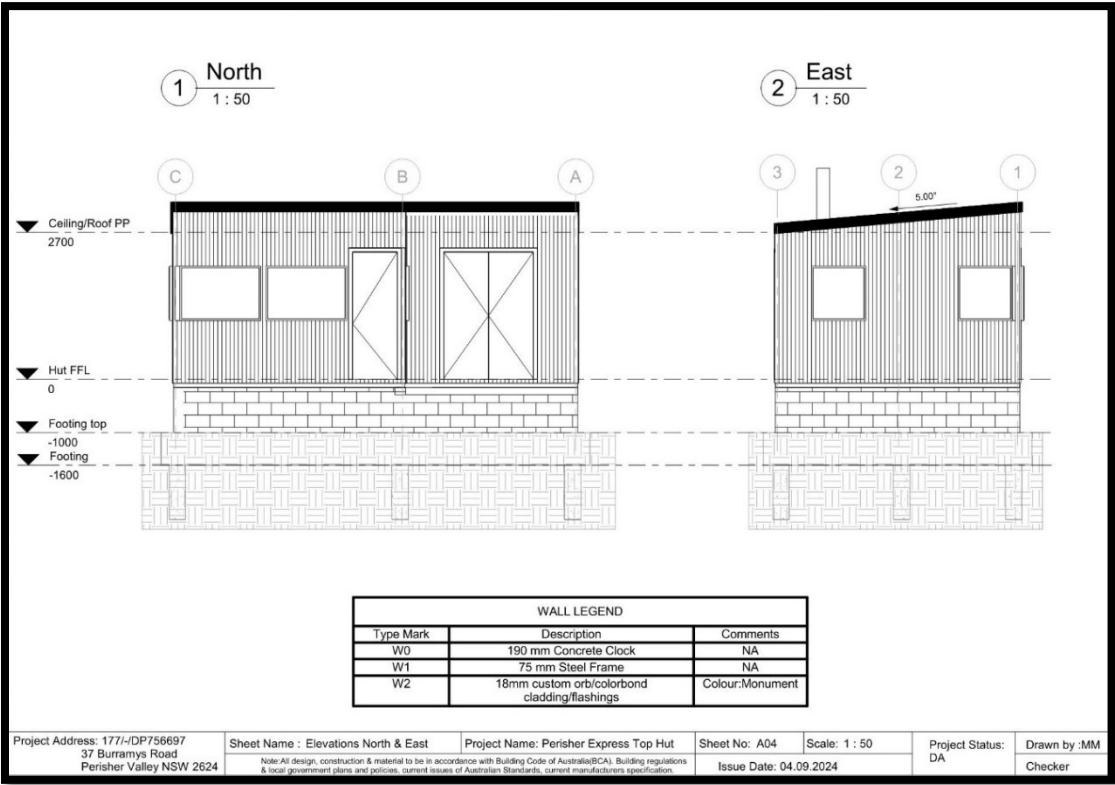 1 North
1 : 50
2 East
1 : 50
C B A
3 2 1
5.00°
Ceiling/Roof PP
2700
Hut FFL
0
Footing top
-1000
Footing
-1600
WALL LEGEND
Type Mark Description Comments
W0 190 mm Concrete Clock NA
W1 75 mm Steel Frame NA
W2 18mm custom orb/colorbond Colour:Monument
cladding/flashings
Project Address: 177/-/DP756697
37 Burramys Road
Perisher Valley NSW 2624
Sheet Name : Elevations North & East
Project Name: Perisher Express Top Hut
Sheet No: A04
Scale: 1 : 50
Note:All design, construction & material to be in accordance with Building Code of Australia(BCA). Building regulations
& local government plans and policies, current issues of Australian Standards, current manufacturers specification.
Issue Date: 04.09.2024
Project Status:
DA
Drawn by :MM
Checker